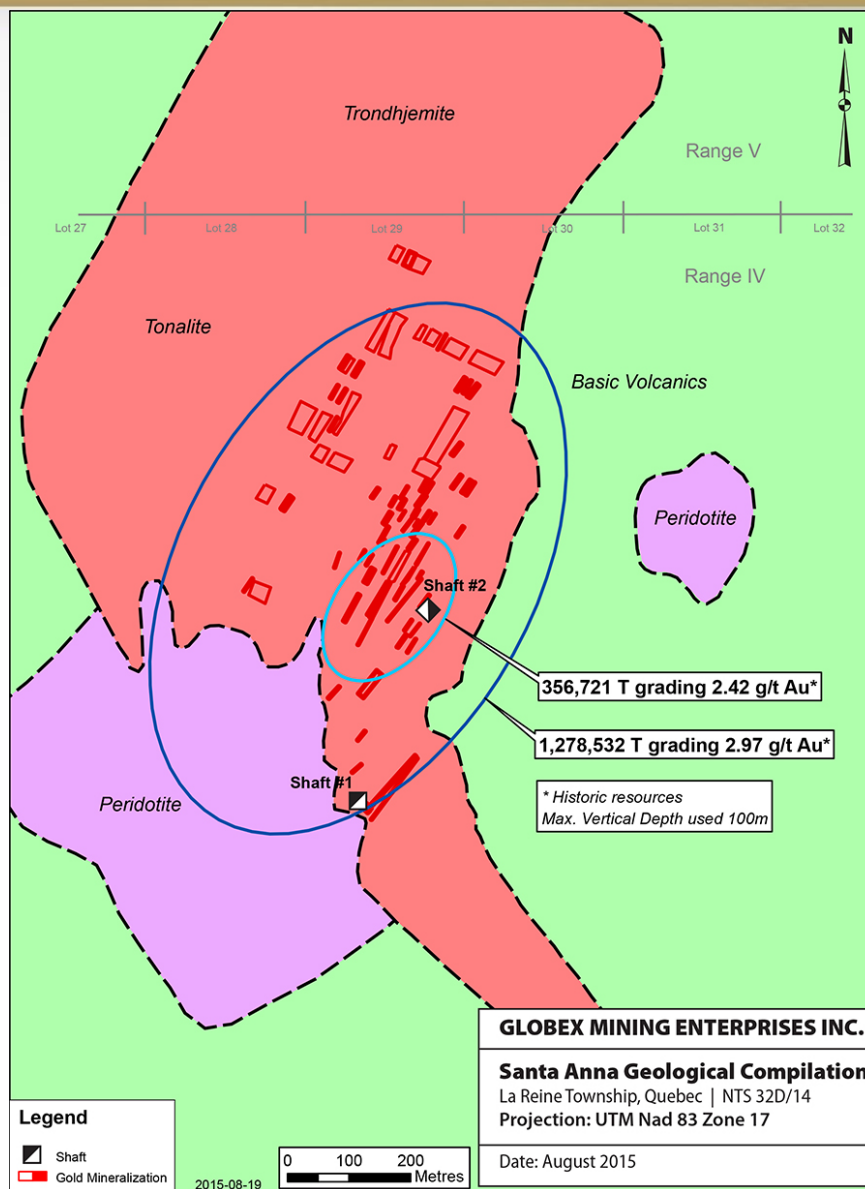 N
Trondhjemite
Range V
Lot 27
Lot 28
Lot 29
Lot 30
Lot 31
Lot 32
Range IV
Tonalite
Basic Volcanics
Peridotite
Shaft #2
356,721 T grading 2.42 g/t Au*
1,278,532 T grading 2.97 g/t Au*
Shaft #1
Peridotite
* Historic resources
Max. Vertical Depth used 100m
GLOBEX MINING ENTERPRISES INC.
Santa Anna Geological Compilation
La Reine Township, Quebec | NTS 32D/14
Projection: UTM Nad 83 Zone 17
Date: August 2015
Legend
Shaft
Gold Mineralization
2015-08-19
0 100 200
Metres